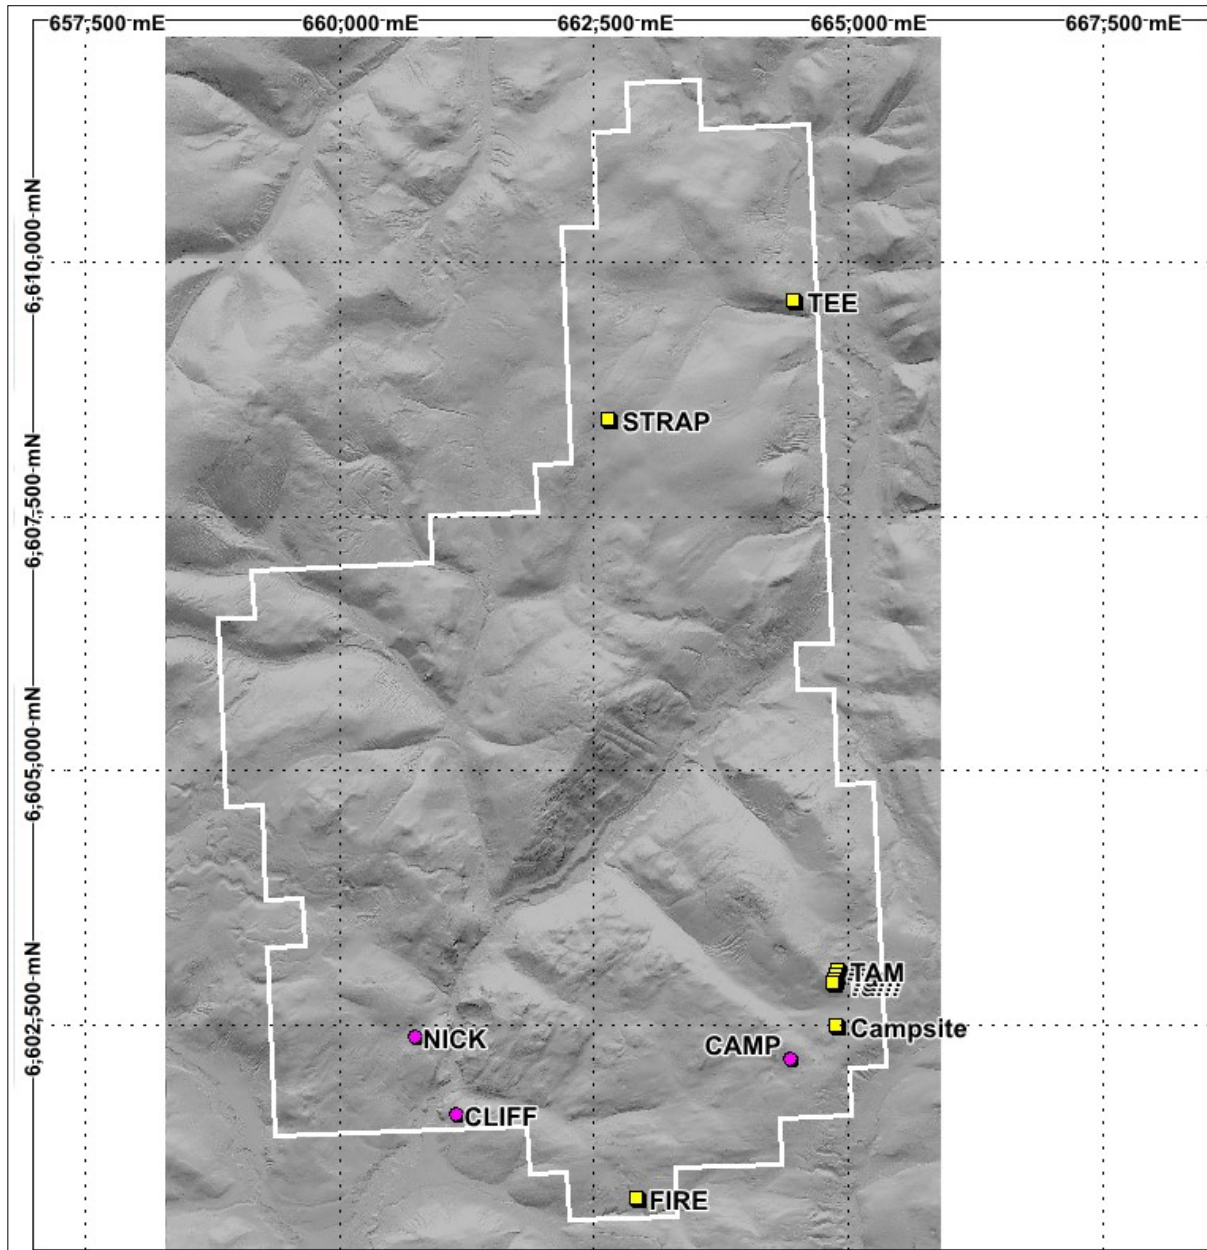 657,500 mE
660,000 mE
662,500 mE
665,000 mE
667,500 mE
6,610,000 mN
TEE
STRAP
6,607,500 mN
6,605,000 mN
TAM
6,602,500 mN
Campsite
NICK
CAMP
CLIFF
FIRE